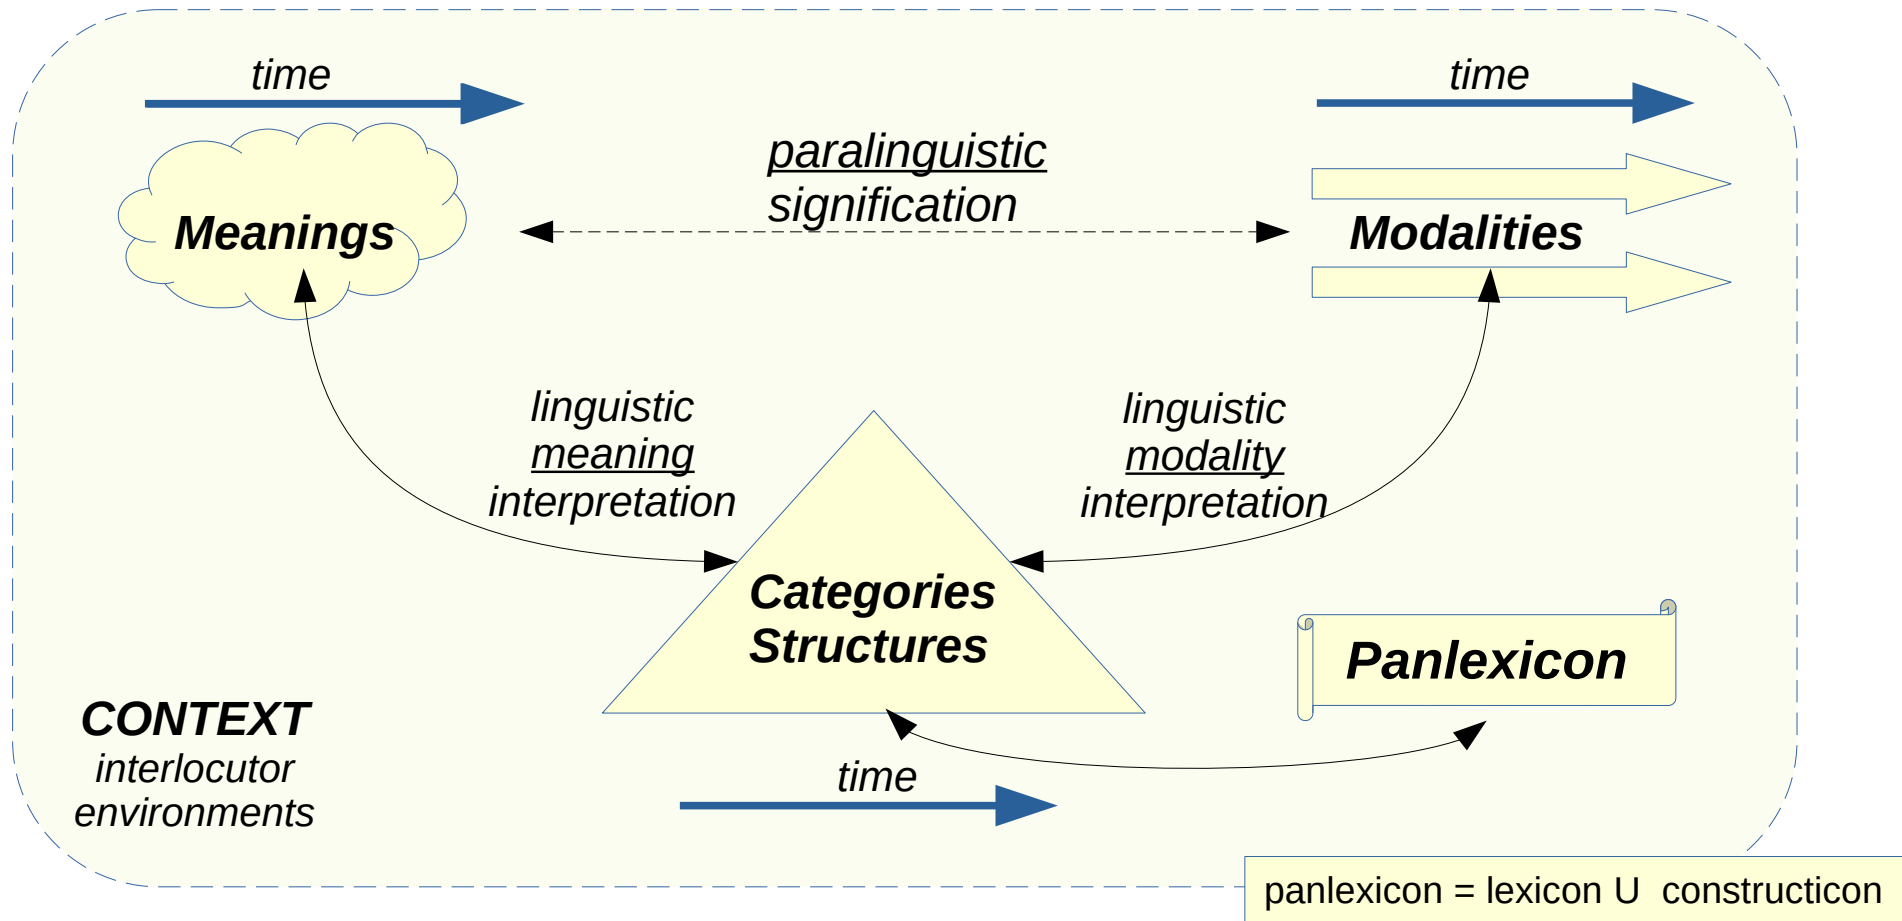 time
time
paralinguistic
signification
Meanings
Modalities
linguistic
meaning
interpretation
linguistic
modality
interpretation
Categories
Structures
Panlexicon
CONTEXT
interlocutor
environments
time
panlexicon = lexicon U constructicon